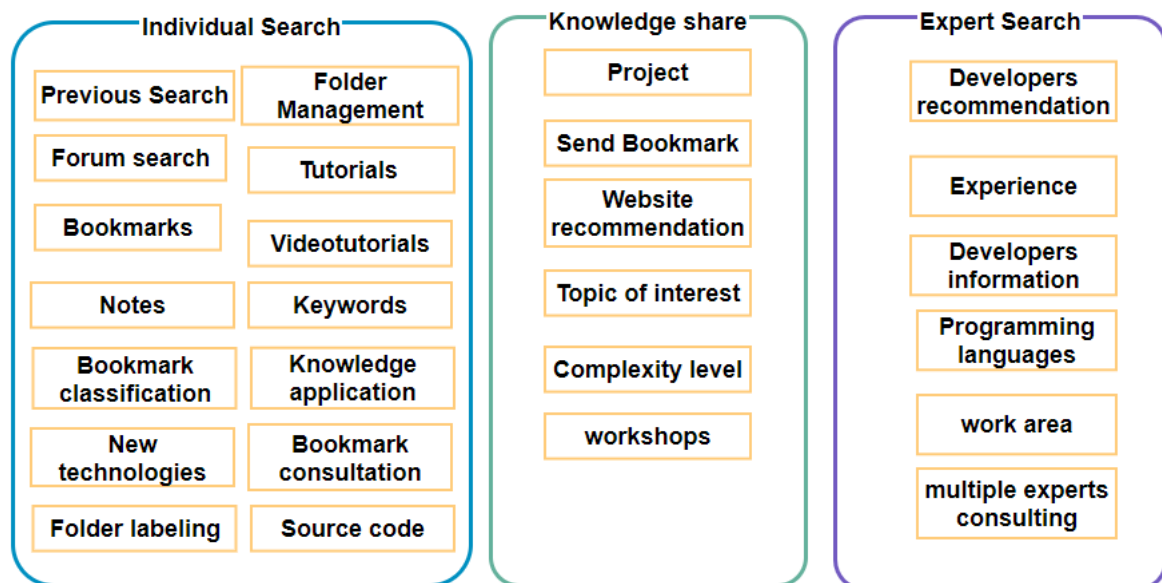 Individual Search
Previous Search
Folder
Management
Forum search
Tutorials
Bookmarks
Videotutorials
Notes
Keywords
Bookmark
classification
Knowledge
application
New
technologies
Bookmark
consultation
Folder labeling
Source code
Knowledge share
Project
Send Bookmark
Website
recommendation
Topic of interest
Complexity level
workshops
Expert Search
Developers
recommendation
Experience
Developers
information
Programming
languages
work area
multiple experts
consulting